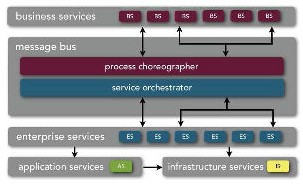 business services BS BS BS BS BS BS
message bus
process choreographer
service orchestrator
enterprise services ES ES ES ES ES ES
application services AS infrastructure services IS